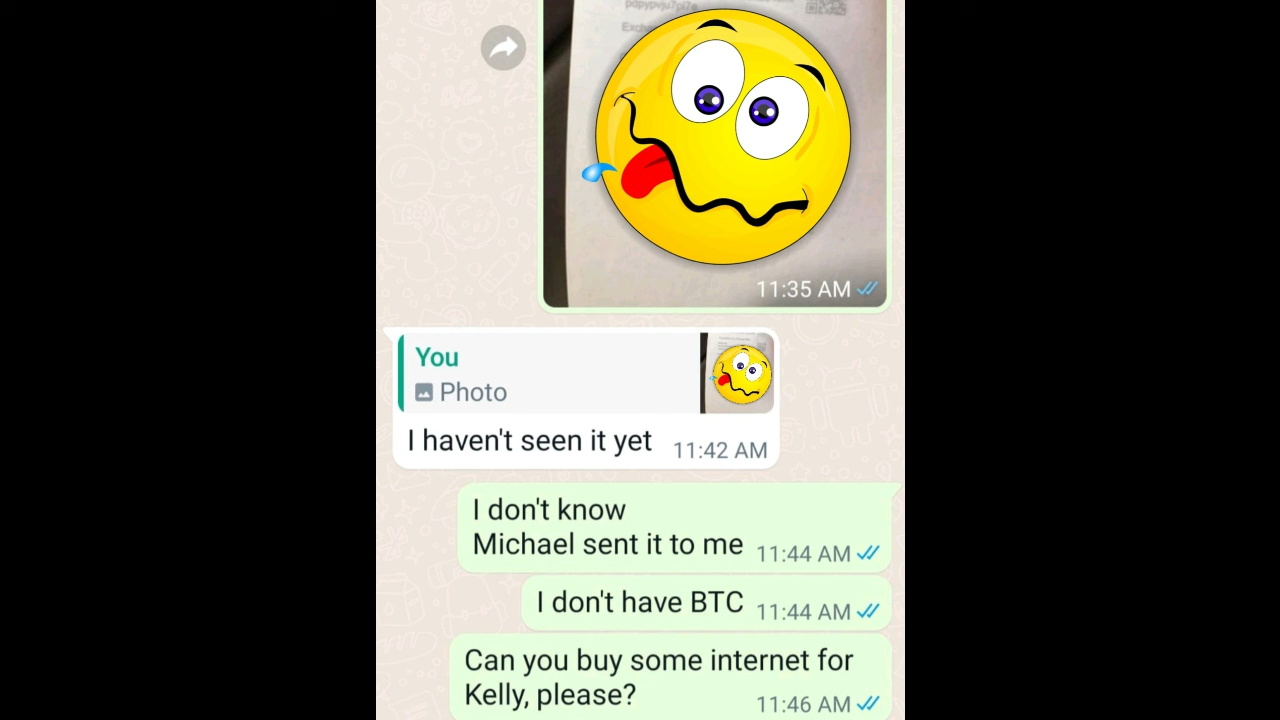 Exch
11:35 AM
You
Photo
I haven't seen it yet
11:42 AM
I don't know
Michael sent it to me
11:44 AM
I don't have BTC
11:44 AM
Can you buy some internet for
Kelly, please?
11:46 AM